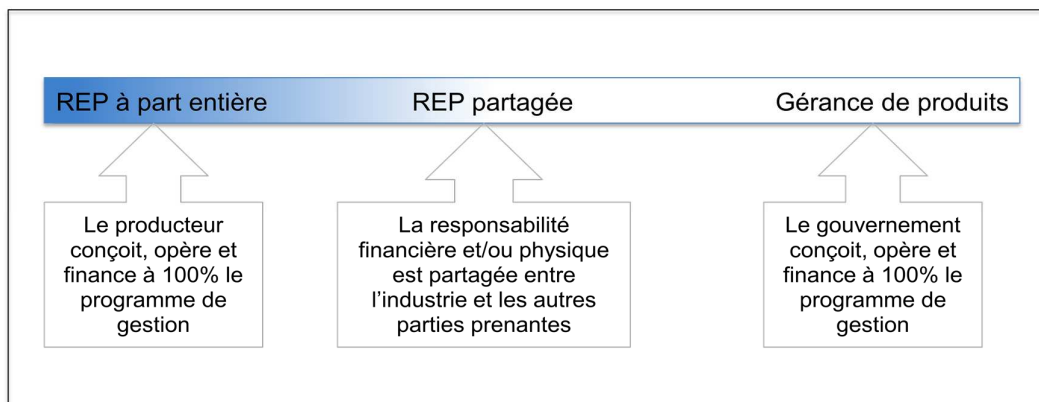 REP à part entière
REP partagée
Gérance de produits
Le producteur
conçoit, opère et
finance à 100% le
programme de
gestion
La responsabilité
financière et/ou physique
est partagée entre
l’industrie et les autres
parties prenantes
Le gouvernement
conçoit, opère et
finance à 100% le
programme de
gestion